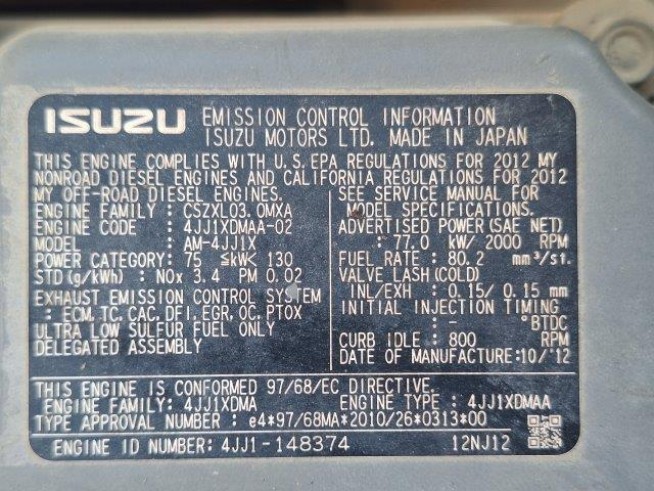 ISUZU EMISSION CONTROL INFORMATION
ISUZU MOTORS LTD. MADE IN JAPAN
THIS ENGINE COMPLIES WITH U.S. EPA REGULATIONS FOR 2012 MY
NONROAD DIESEL ENGINES AND CALIFORNIA REGULATIONS FOR 2012
MY OFF-ROAD DIESEL ENGINES.
ENGINE FAMILY : CSZXL03.0MXA
ENGINE CODE : 4JJ1XDMAA-02
MODEL : AM-4JJ1X
POWER CATEGORY: 75 ≦kW< 130
STD (g/kWh) : NOx 3.4 PM 0.02
EXHAUST EMISSION CONTROL SYSTEM
: ECM, TC, CAC, DFI, EGR, OC, PTOX
ULTRA LOW SULFUR FUEL ONLY
DELEGATED ASSEMBLY
SEE SERVICE MANUAL FOR
MODEL SPECIFICATIONS.
ADVERTISED POWER (SAE NET)
: 77.0 kW/ 2000 RPM
FUEL RATE : 80.2 mm³/st.
VALVE LASH (COLD)
INL/EXH : 0.15/ 0.15 mm
INITIAL INJECTION TIMING
: - °BTDC
CURB IDLE : 800 RPM
DATE OF MANUFACTURE:10/'12
THIS ENGINE IS CONFORMED 97/68/EC DIRECTIVE.
ENGINE FAMILY: 4JJ1XDMA ENGINE TYPE : 4JJ1XDMAA
TYPE APPROVAL NUMBER : e4*97/68MA*2010/26*0313*00
ENGINE ID NUMBER: 4JJ1-148374 12NJ12